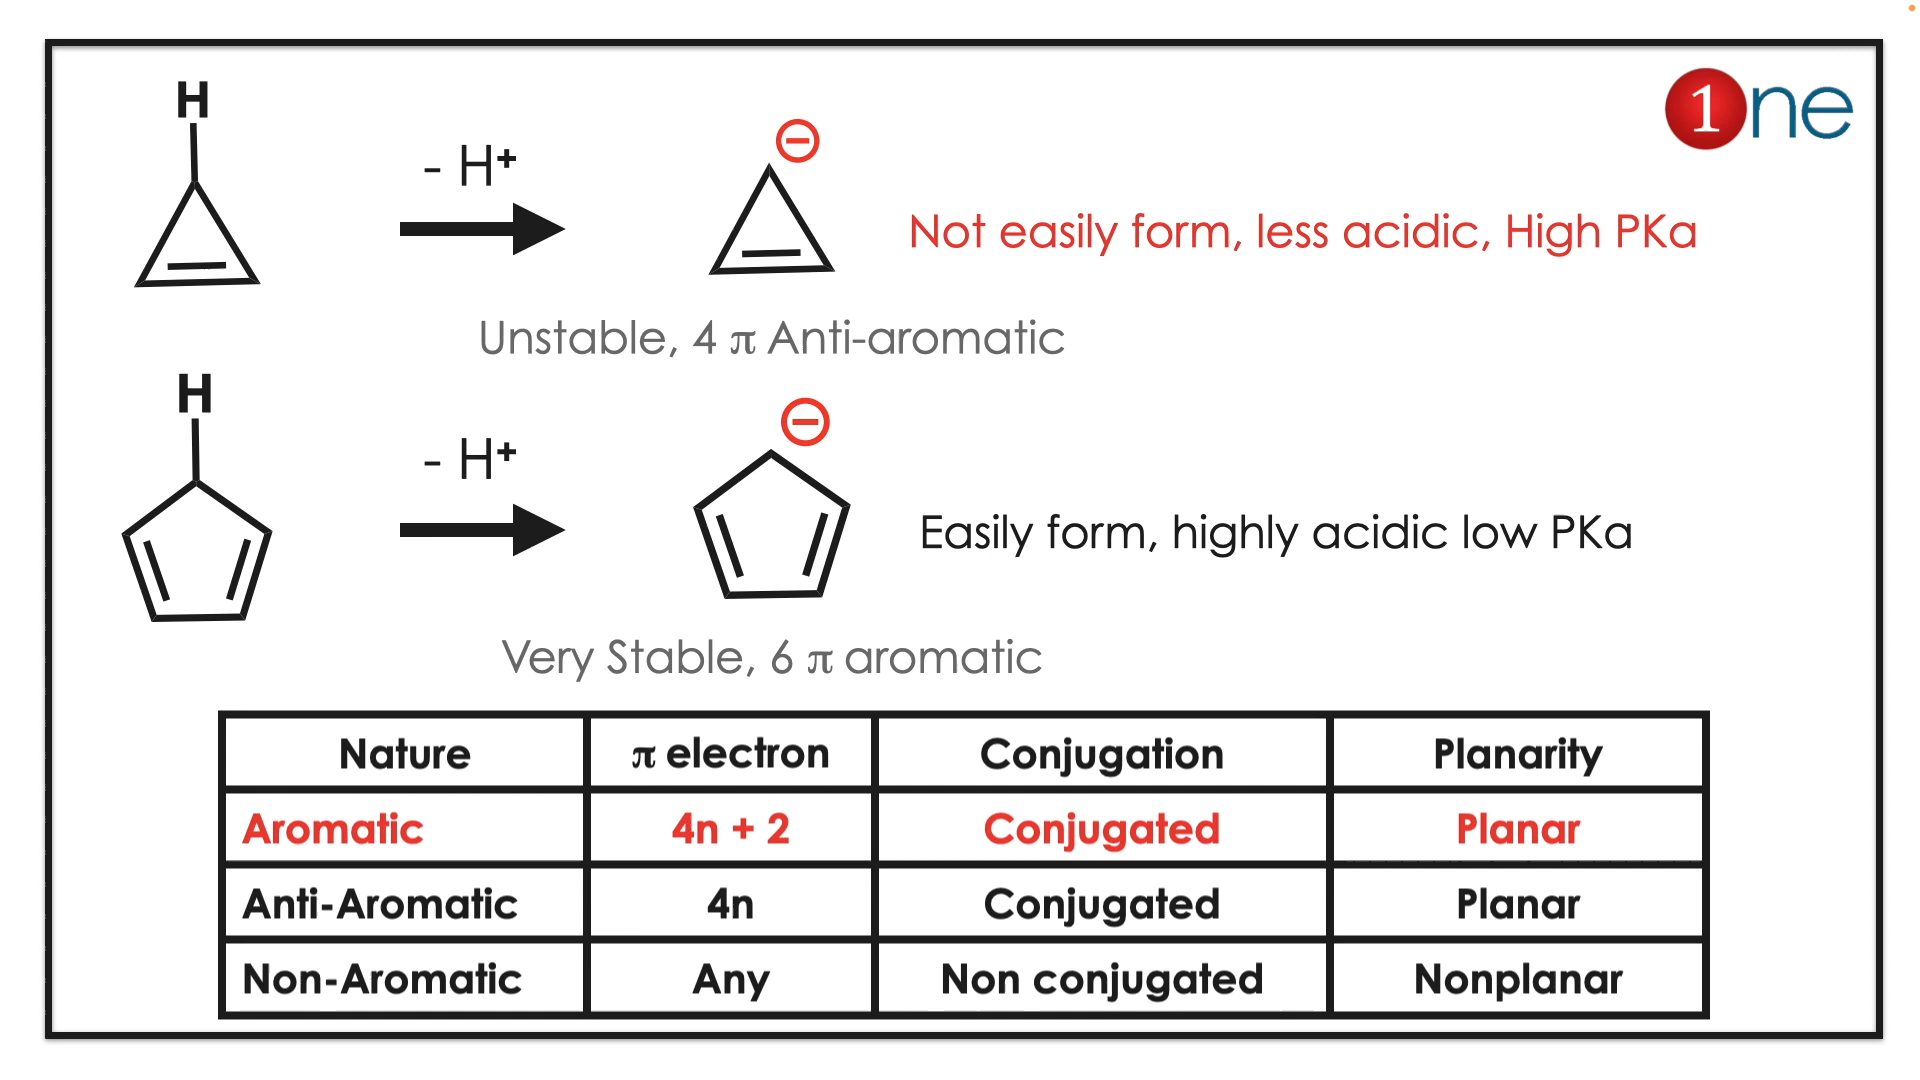 H
1ne
- H⁺
Not easily form, less acidic, High PKa
Unstable, 4 π Anti-aromatic
H
- H⁺
Easily form, highly acidic low PKa
Very Stable, 6 π aromatic
Nature π electron Conjugation Planarity
Aromatic 4n + 2 Conjugated Planar
Anti-Aromatic 4n Conjugated Planar
Non-Aromatic Any Non conjugated Nonplanar